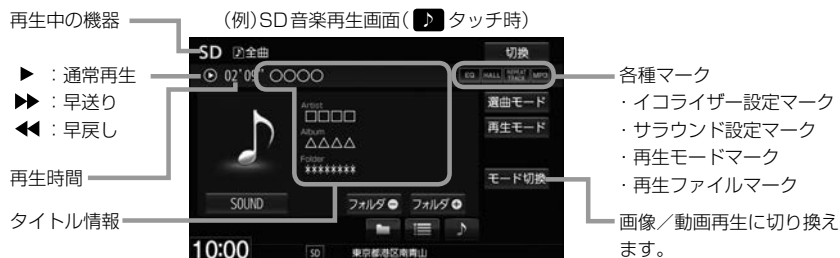 再生中の機器
(例)SD音楽再生画面(♪タッチ時)
SD ♪全曲
切換
▶：通常再生
▶▶：早送り
◀◀：早戻し
02'09" ○○○○
EQ HALL REPEAT TRACK MP3
各種マーク
・イコライザー設定マーク
・サラウンド設定マーク
・再生モードマーク
・再生ファイルマーク
Artist
□□□□
Album
△△△△
Folder
********
選曲モード
再生モード
モード切換
再生時間
タイトル情報
SOUND
フォルダ－
フォルダ＋
画像／動画再生に切り換え
ます。
10:00
SD
東京都港区南青山